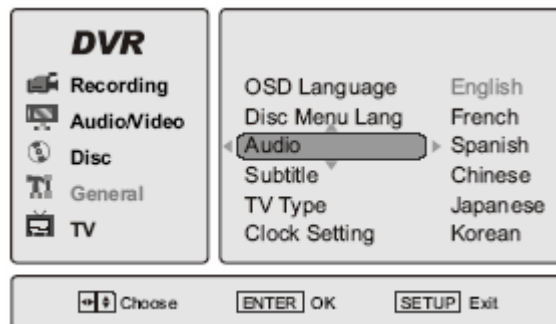 DVR
Recording
Audio/Video
Disc
General
TV
OSD Language English
Disc Menu Lang French
Audio Spanish
Subtitle Chinese
TV Type Japanese
Clock Setting Korean
Choose ENTER OK SETUP Exit